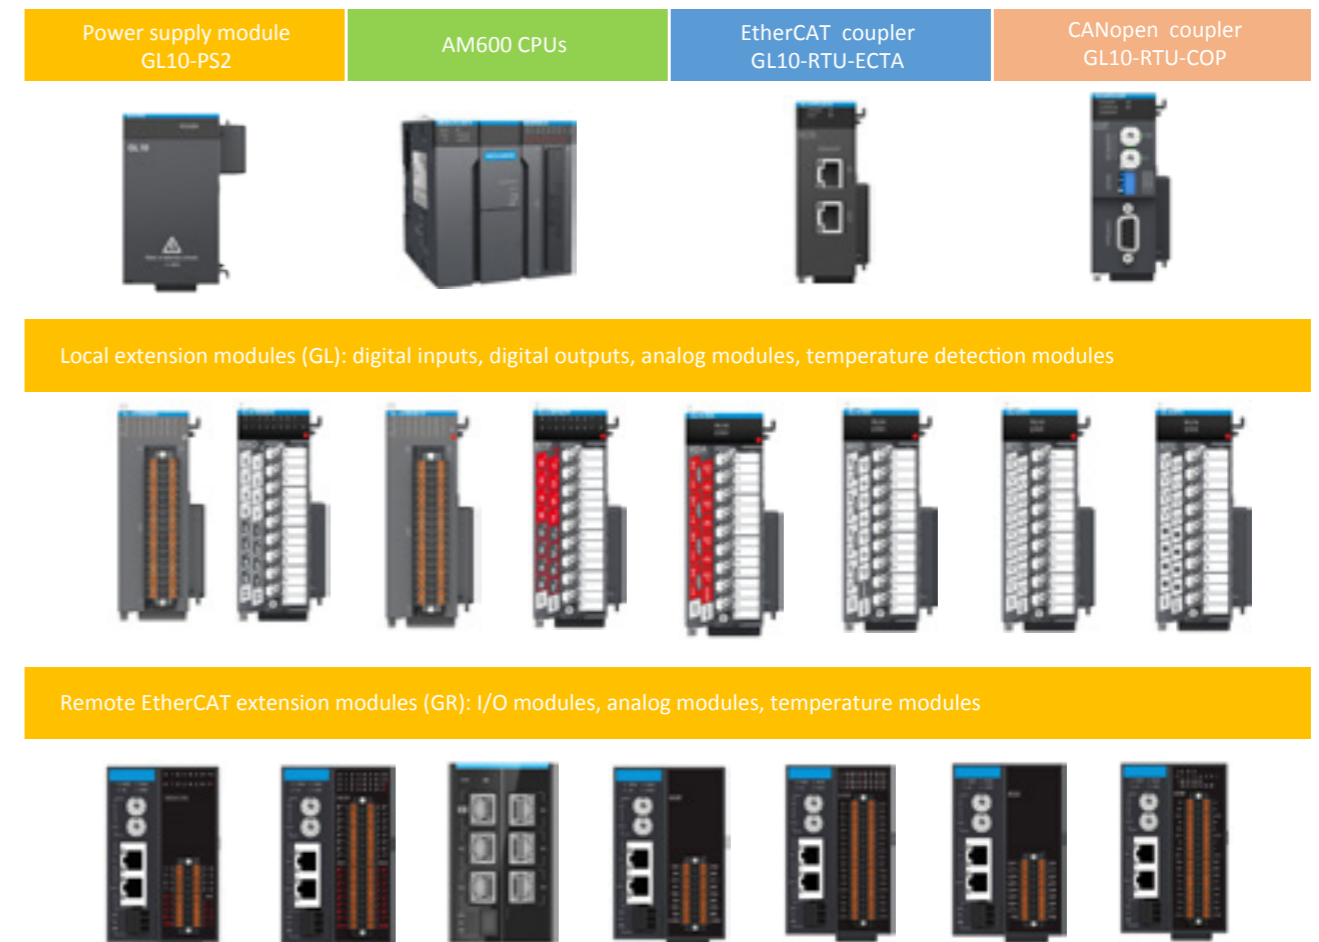 Power supply module
GL10-PS2
AM600 CPUs
EtherCAT coupler
GL10-RTU-ECTA
CANopen coupler
GL10-RTU-COP
GL10
Local extension modules (GL): digital inputs, digital outputs, analog modules, temperature detection modules
Remote EtherCAT extension modules (GR): I/O modules, analog modules, temperature modules